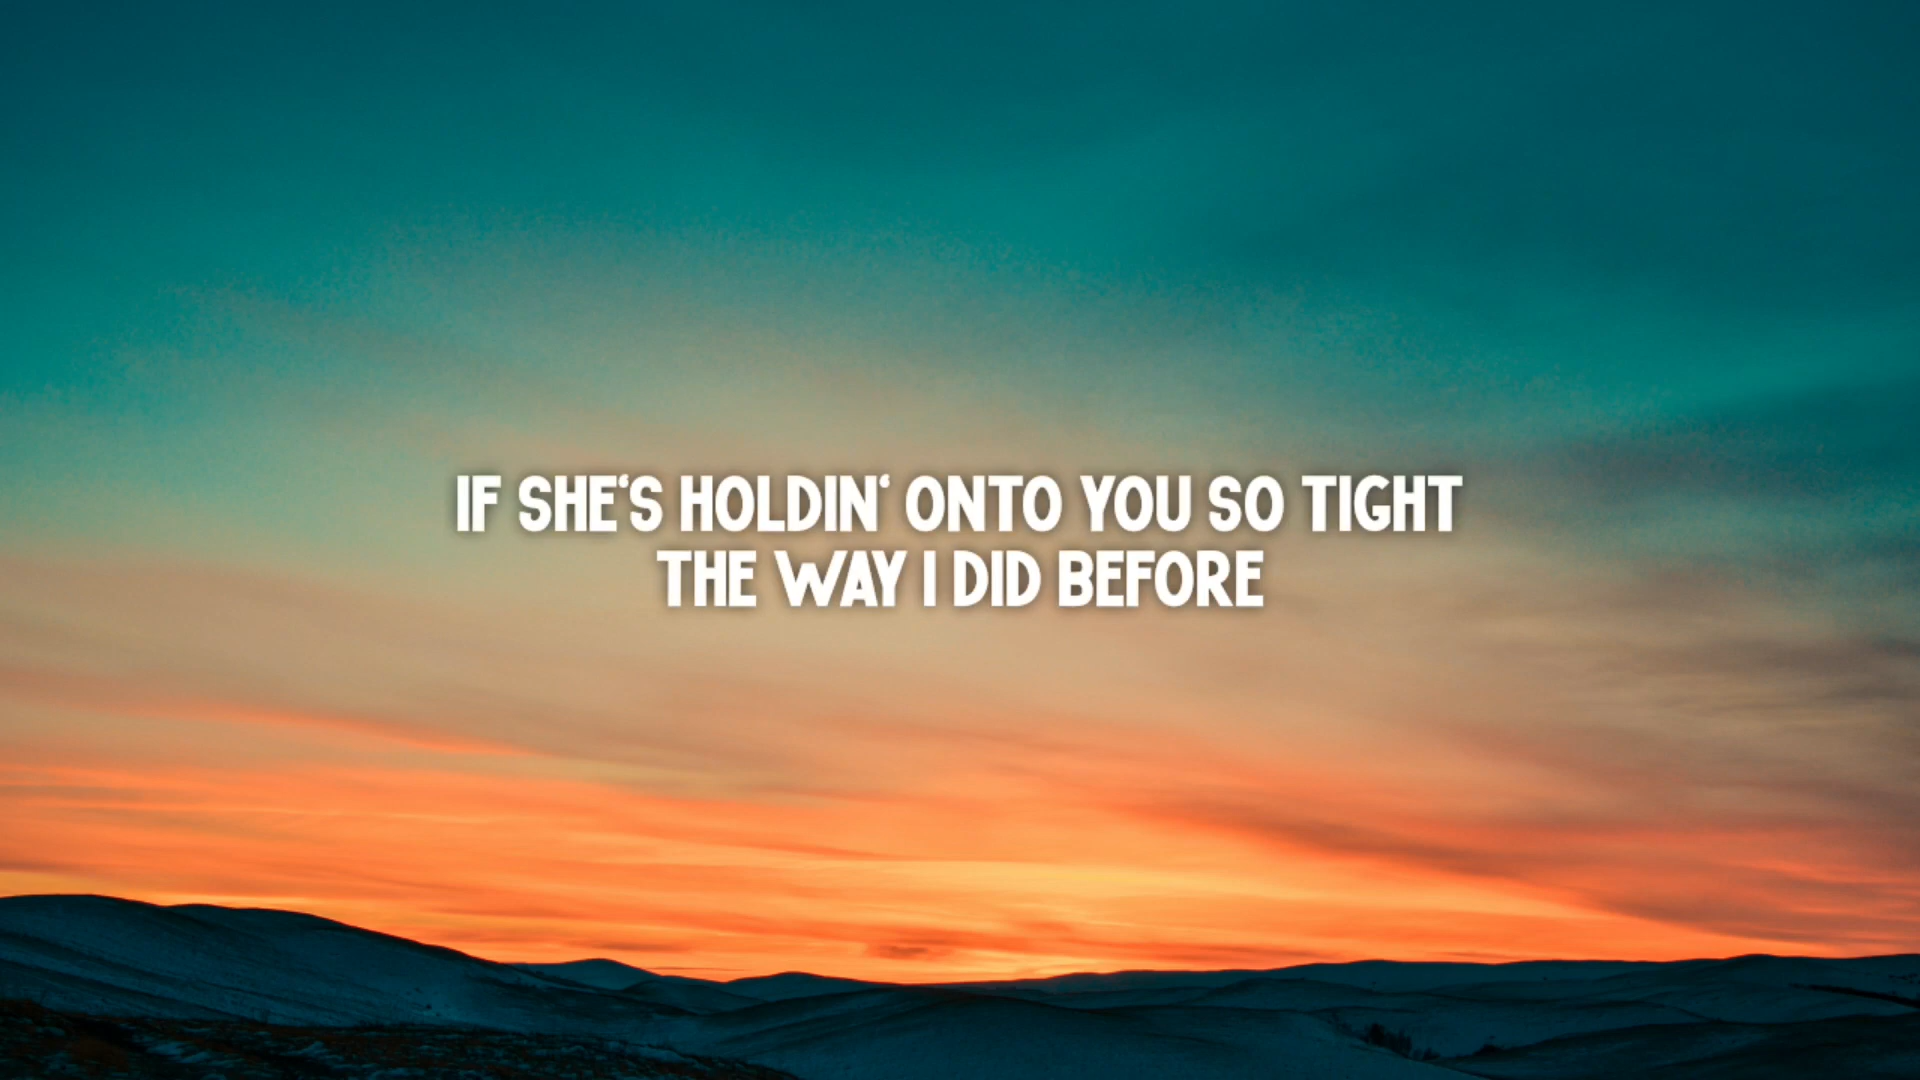 IF SHE‘S HOLDIN‘ ONTO YOU SO TIGHT
THE WAY I DID BEFORE